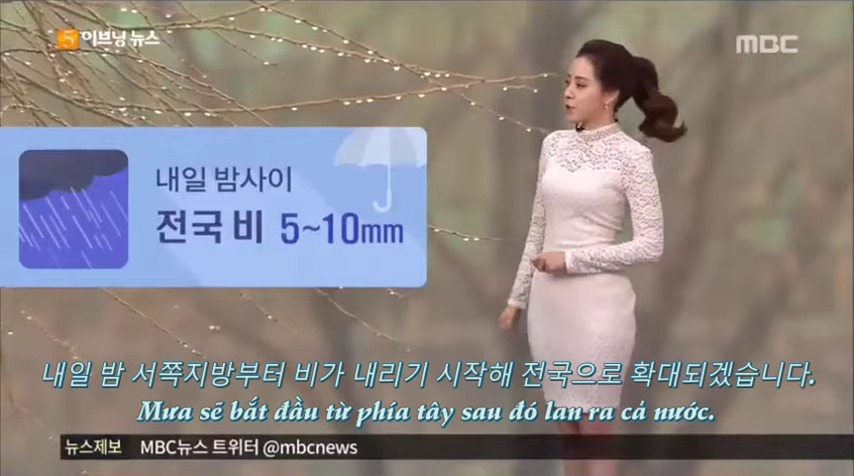 5 이브닝 뉴스
MBC
내일 밤사이
전국 비 5~10mm
내일 밤 서쪽지방부터 비가 내리기 시작해 전국으로 확대되겠습니다.
Mưa sẽ bắt đầu từ phía tây sau đó lan ra cả nước.
뉴스제보 MBC뉴스 트위터 @mbcnews